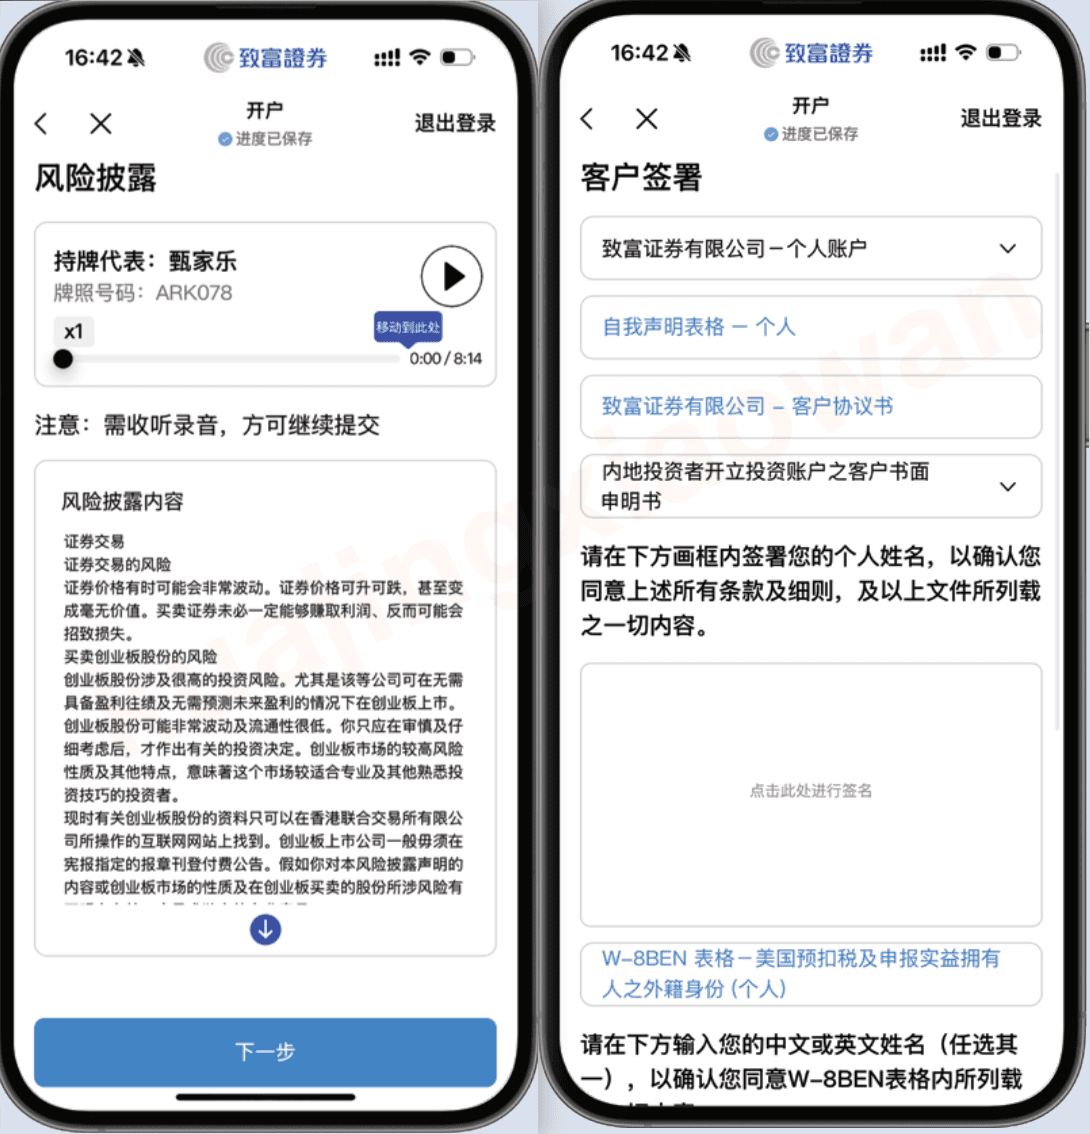 16:42
致富證券
开户
进度已保存
退出登录
风险披露
持牌代表：甄家乐
牌照号码：ARK078
x1
移动到此处
0:00 / 8:14
注意：需收听录音，方可继续提交
风险披露内容
证券交易
证券交易的风险
证券价格有时可能会非常波动。证券价格可升可跌，甚至变
成毫无价值。买卖证券未必一定能够赚取利润、反而可能会
招致损失。
买卖创业板股份的风险
创业板股份涉及很高的投资风险。尤其是该等公司可在无需
具备盈利往绩及无需预测未来盈利的情况下在创业板上市。
创业板股份可能非常波动及流通性很低。你只应在审慎及仔
细考虑后，才作出有关的投资决定。创业板市场的较高风险
性质及其他特点，意味著这个市场较适合专业及其他熟悉投
资技巧的投资者。
现时有关创业板股份的资料只可以在香港联合交易所有限公
司所操作的互联网网站上找到。创业板上市公司一般毋须在
宪报指定的报章刊登付费公告。假如你对本风险披露声明的
内容或创业板市场的性质及在创业板买卖的股份所涉风险有
下一步
16:42
致富證券
开户
进度已保存
退出登录
客户签署
致富证券有限公司－个人账户
自我声明表格 － 个人
致富证券有限公司 – 客户协议书
内地投资者开立投资账户之客户书面
申明书
请在下方画框内签署您的个人姓名，以确认您
同意上述所有条款及细则，及以上文件所列载
之一切内容。
点击此处进行签名
W-8BEN 表格－美国预扣税及申报实益拥有
人之外籍身份 (个人)
请在下方输入您的中文或英文姓名（任选其
一），以确认您同意W-8BEN表格内所列载